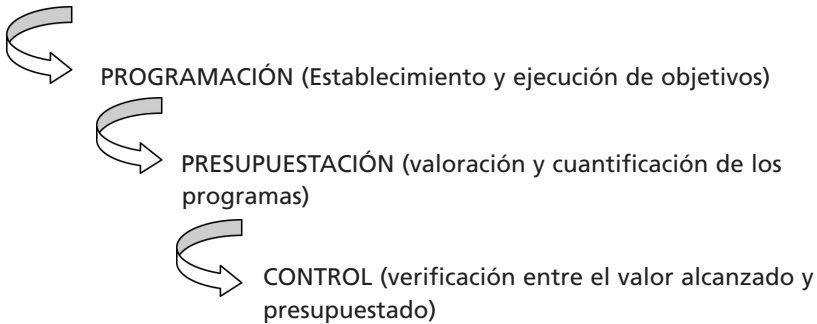 PROGRAMACIÓN (Establecimiento y ejecución de objetivos)
PRESUPUESTACIÓN (valoración y cuantificación de los
programas)
CONTROL (verificación entre el valor alcanzado y
presupuestado)